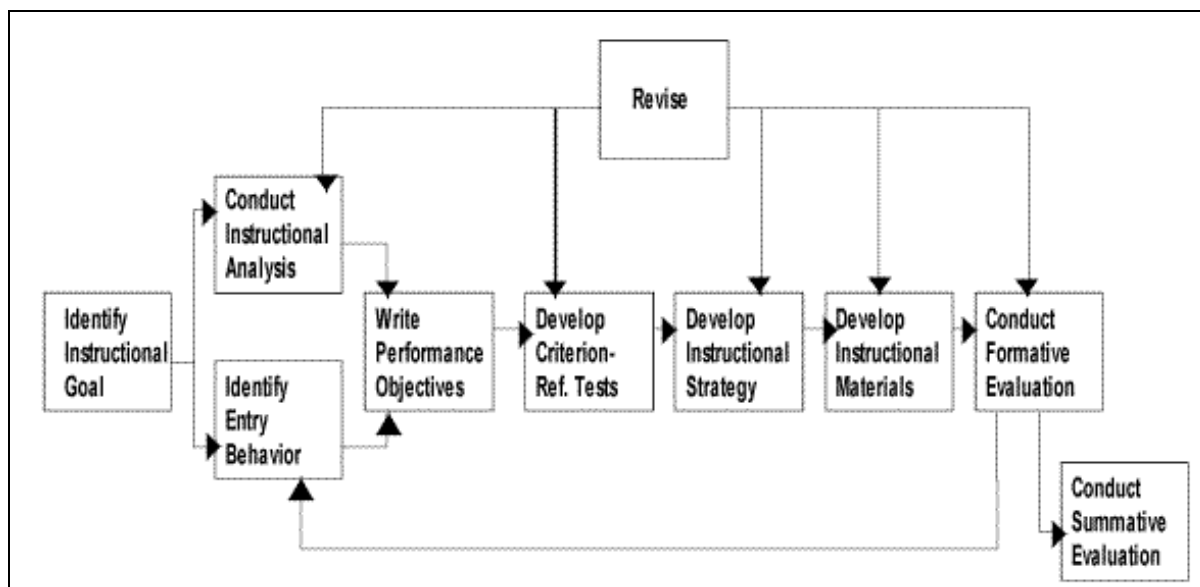 Revise
Conduct
Instructional
Analysis
Identify
Instructional
Goal
Identify
Entry
Behavior
Write
Performance
Objectives
Develop
Criterion-
Ref. Tests
Develop
Instructional
Strategy
Develop
Instructional
Materials
Conduct
Formative
Evaluation
Conduct
Summative
Evaluation